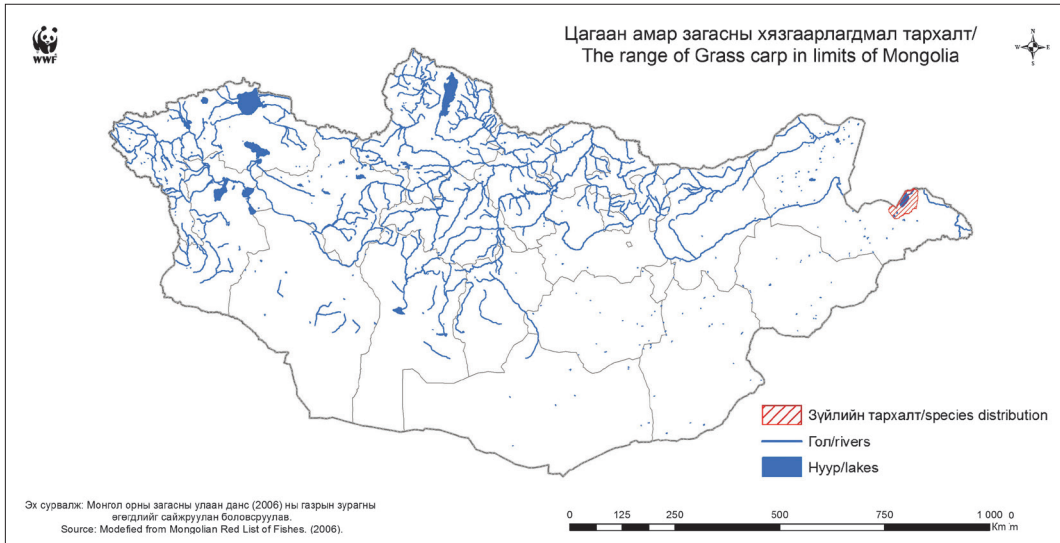 WWF
Цагаан амар загасны хязгаарлагдмал тархалт/
The range of Grass carp in limits of Mongolia
N
W E
S
Зүйлийн тархалт/species distribution
Гол/rivers
Нуур/lakes
Эх сурвалж: Монгол орны загасны улаан данс (2006) ны газрын зурагны
өгөгдлийг сайжруулан боловсруулав.
Source: Modefied from Mongolian Red List of Fishes. (2006).
0 125 250 500 750 1 000 0
Km m